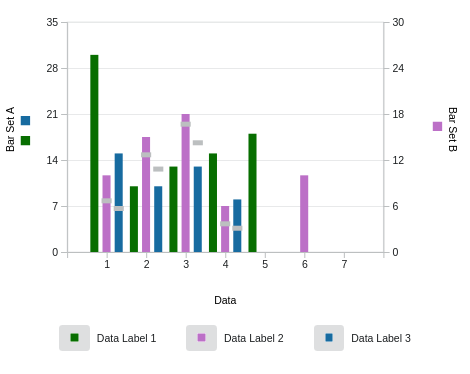 35
30
28
24
21
18
14
12
7
6
0
0
Bar Set A
Bar Set B
1 2 3 4 5 6 7
Data
Data Label 1
Data Label 2
Data Label 3